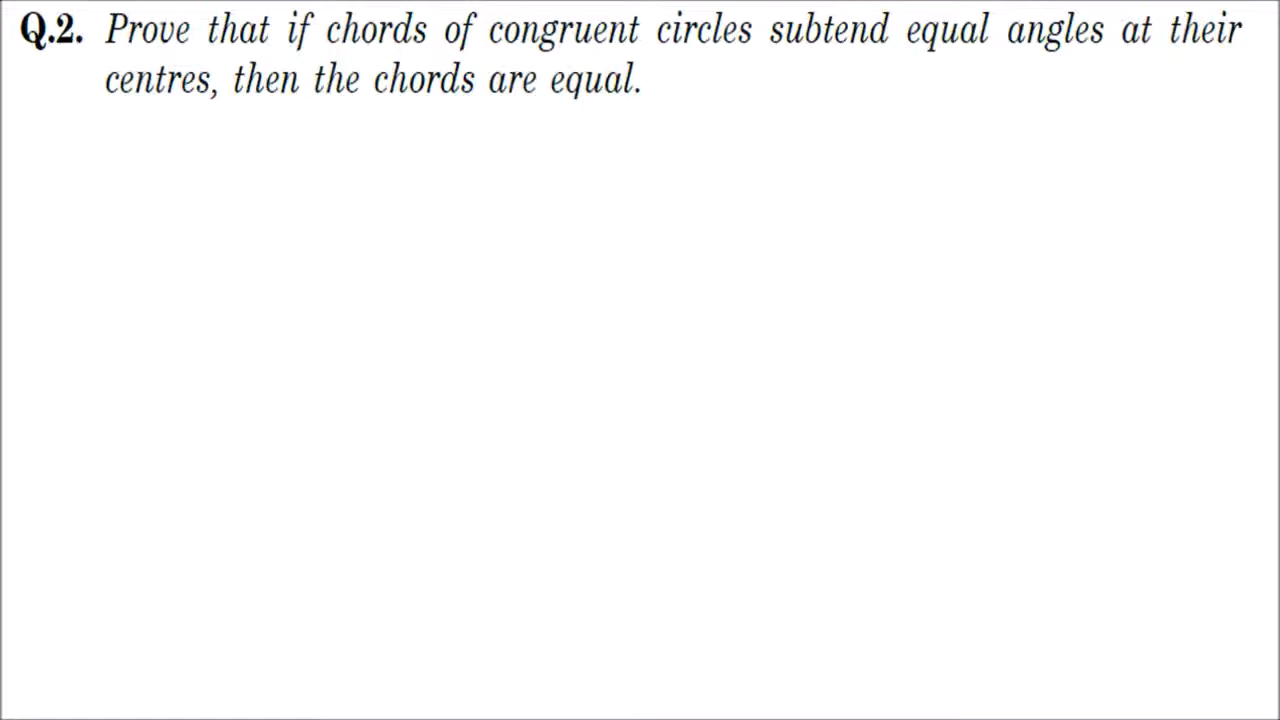 Q.2. Prove that if chords of congruent circles subtend equal angles at their
centres, then the chords are equal.